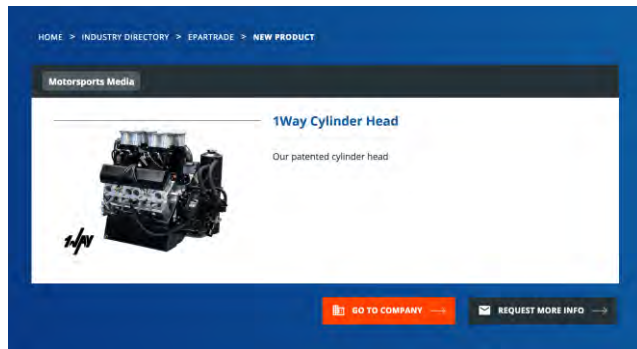 HOME > INDUSTRY DIRECTORY > EPARTRADE > NEW PRODUCT
Motorsports Media
1Way Cylinder Head
Our patented cylinder head
1WAY
GO TO COMPANY →
REQUEST MORE INFO →